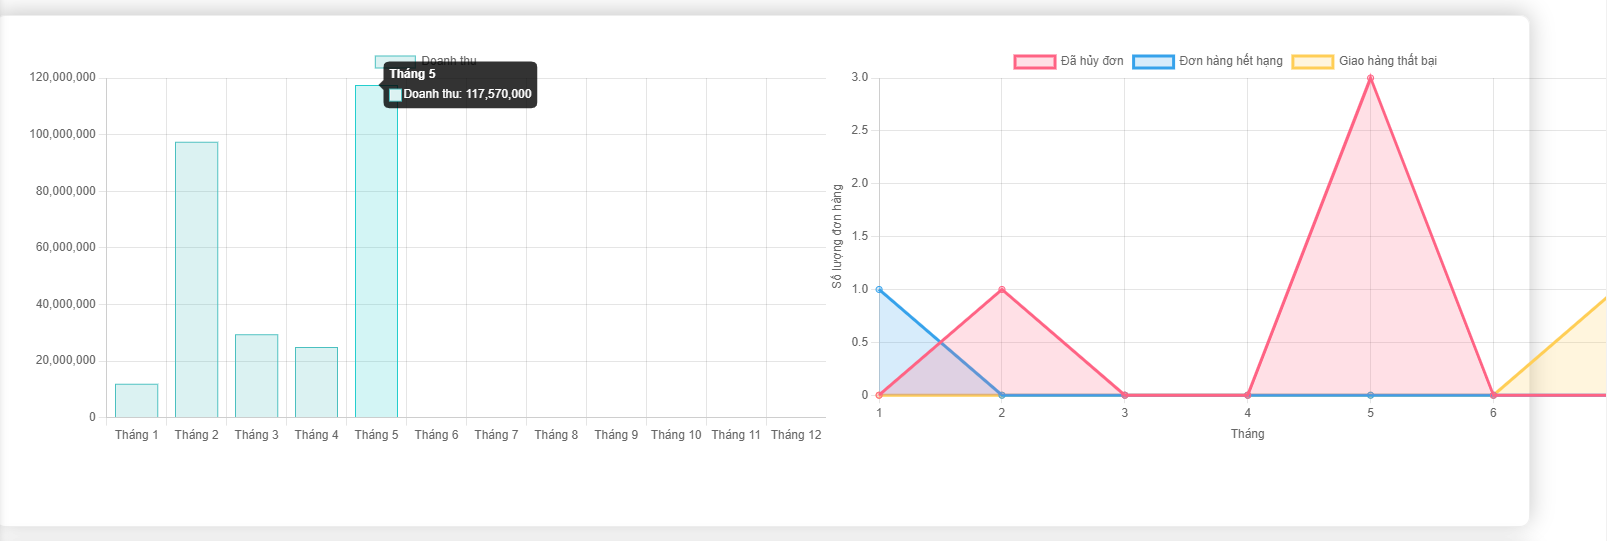 Doanh thu
Tháng 5
Doanh thu: 117,570,000
120,000,000
100,000,000
80,000,000
60,000,000
40,000,000
20,000,000
0
Tháng 1 Tháng 2 Tháng 3 Tháng 4 Tháng 5 Tháng 6 Tháng 7 Tháng 8 Tháng 9 Tháng 10 Tháng 11 Tháng 12
Đã hủy đơn Đơn hàng hết hạng Giao hàng thất bại
Số lượng đơn hàng
3.0
2.5
2.0
1.5
1.0
0.5
0
1 2 3 4 5 6
Tháng